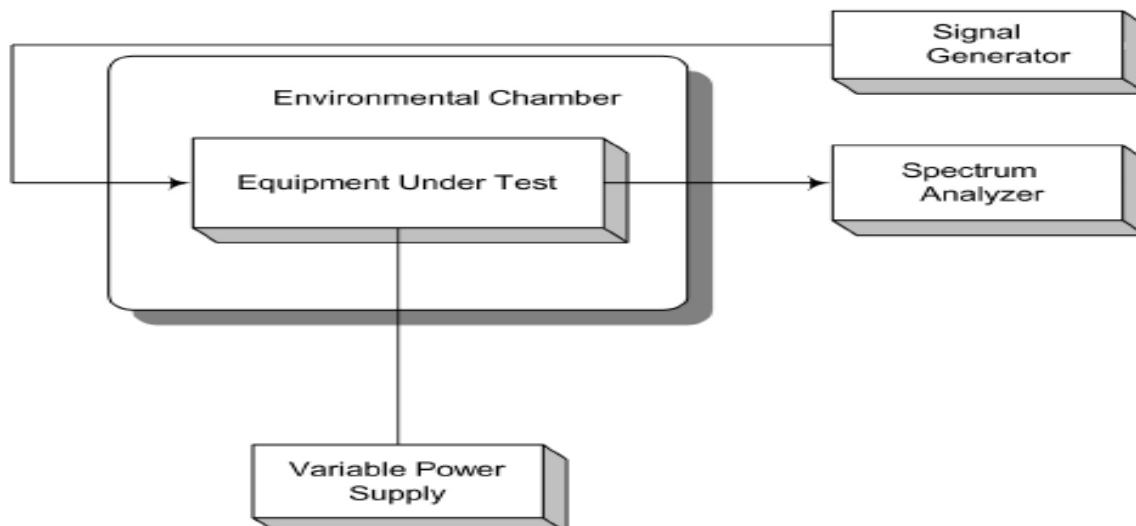 Signal
Generator
Environmental Chamber
Equipment Under Test
Spectrum
Analyzer
Variable Power
Supply